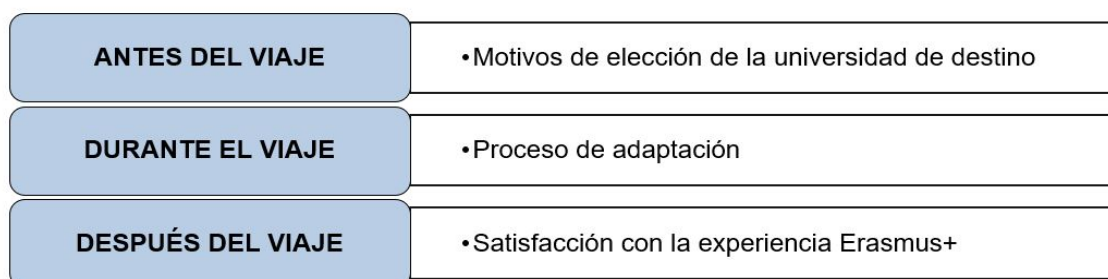 ANTES DEL VIAJE
•Motivos de elección de la universidad de destino
DURANTE EL VIAJE
•Proceso de adaptación
DESPUÉS DEL VIAJE
•Satisfacción con la experiencia Erasmus+